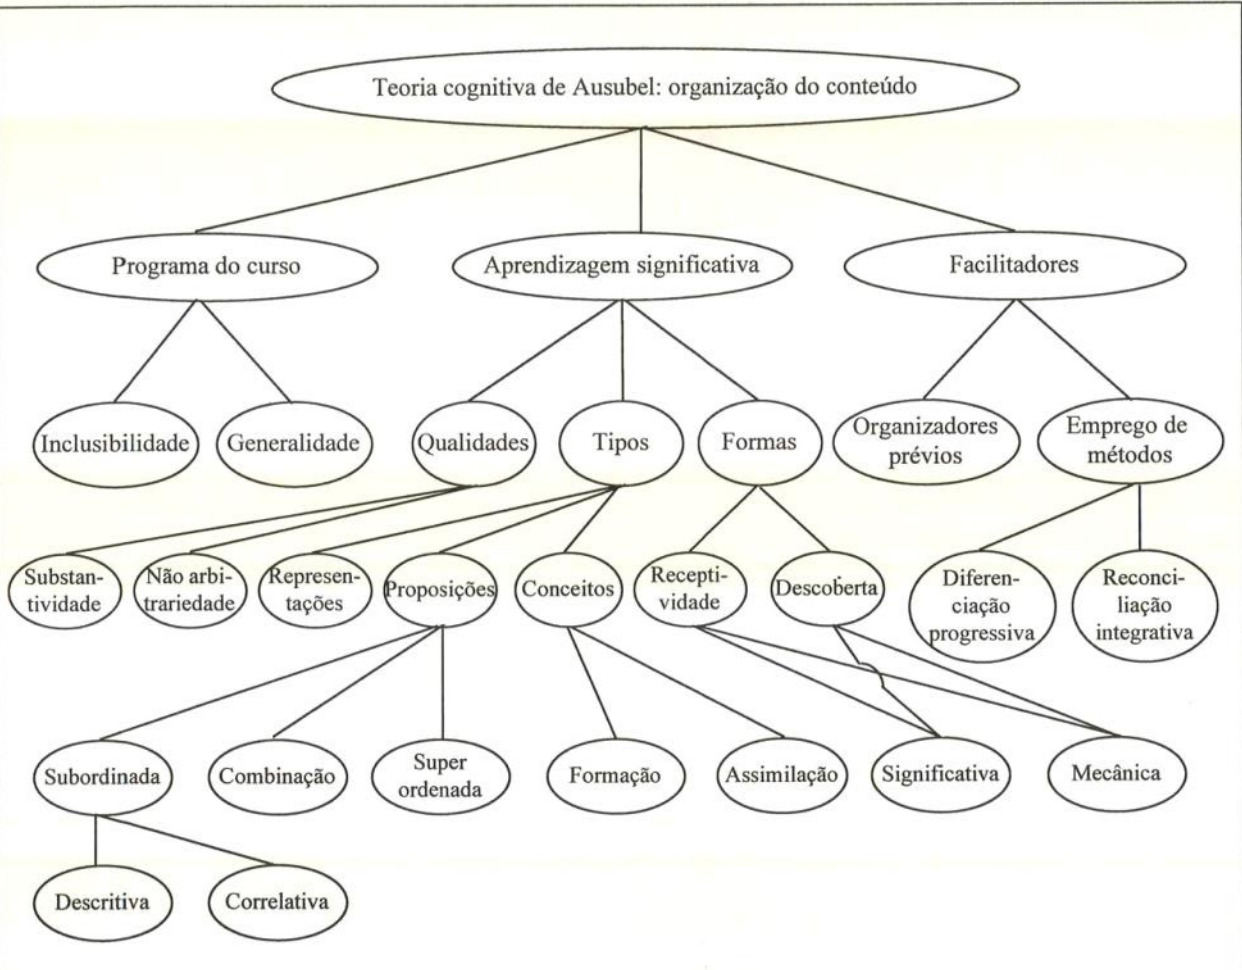 Teoria cognitiva de Ausubel: organização do conteúdo
Programa do curso
Aprendizagem significativa
Facilitadores
Inclusibilidade
Generalidade
Qualidades
Tipos
Formas
Organizadores
prévios
Emprego de
métodos
Substan-
tividade
Não arbi-
trariedade
Represen-
tações
Proposições
Conceitos
Recepti-
vidade
Descoberta
Diferen-
ciação
progressiva
Reconci-
liação
integrativa
Subordinada
Combinação
Super
ordenada
Formação
Assimilação
Significativa
Mecânica
Descritiva
Correlativa